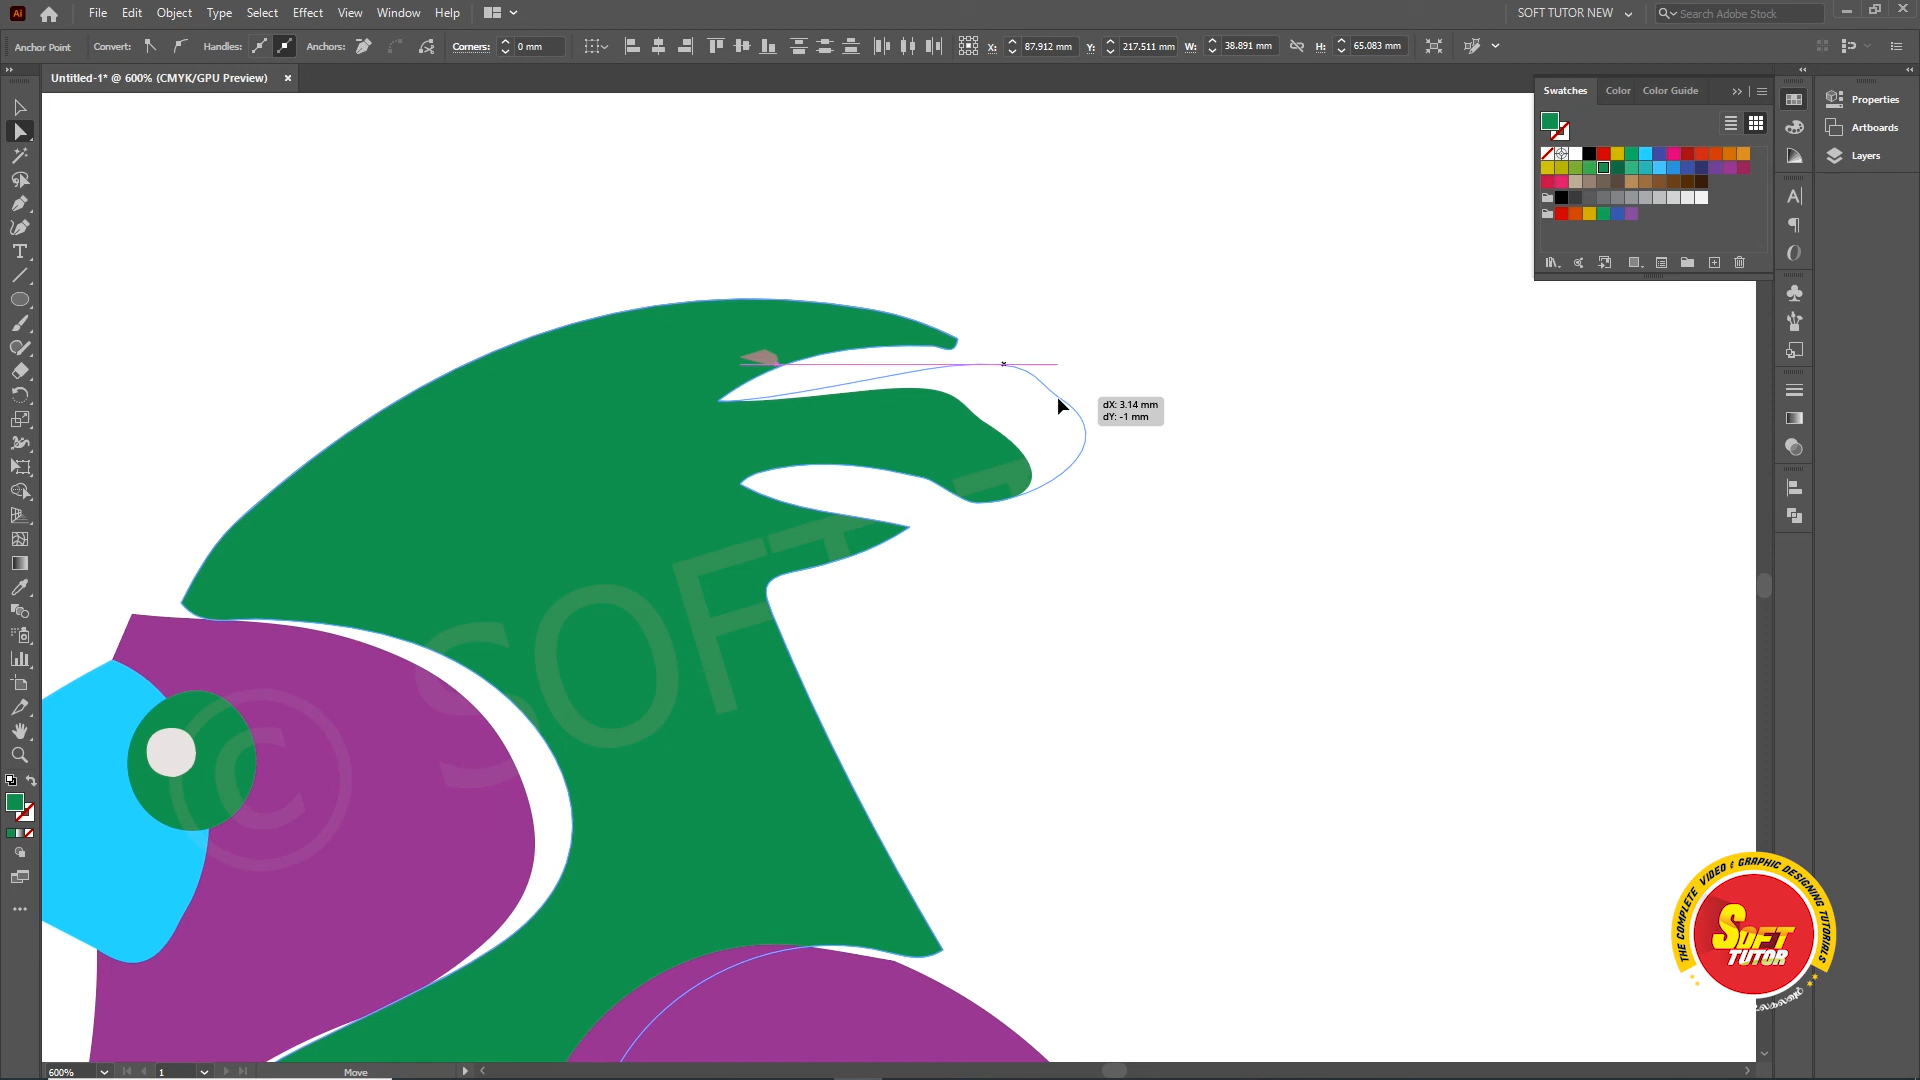 File Edit Object Type Select Effect View Window Help
SOFT TUTOR NEW
Search Adobe Stock
Anchor Point Convert: Handles: Anchors: Corners: 0 mm X: 87.912 mm Y: 217.511 mm W: 38.891 mm H: 65.083 mm
Untitled-1* @ 600% (CMYK/GPU Preview)
Swatches Color Color Guide
Properties
Artboards
Layers
dX: 3.14 mm
dY: -1 mm
© SOFT
THE COMPLETE VIDEO & GRAPHIC DESIGNING TUTORIALS
SOFT
TUTOR
600% 1 Move